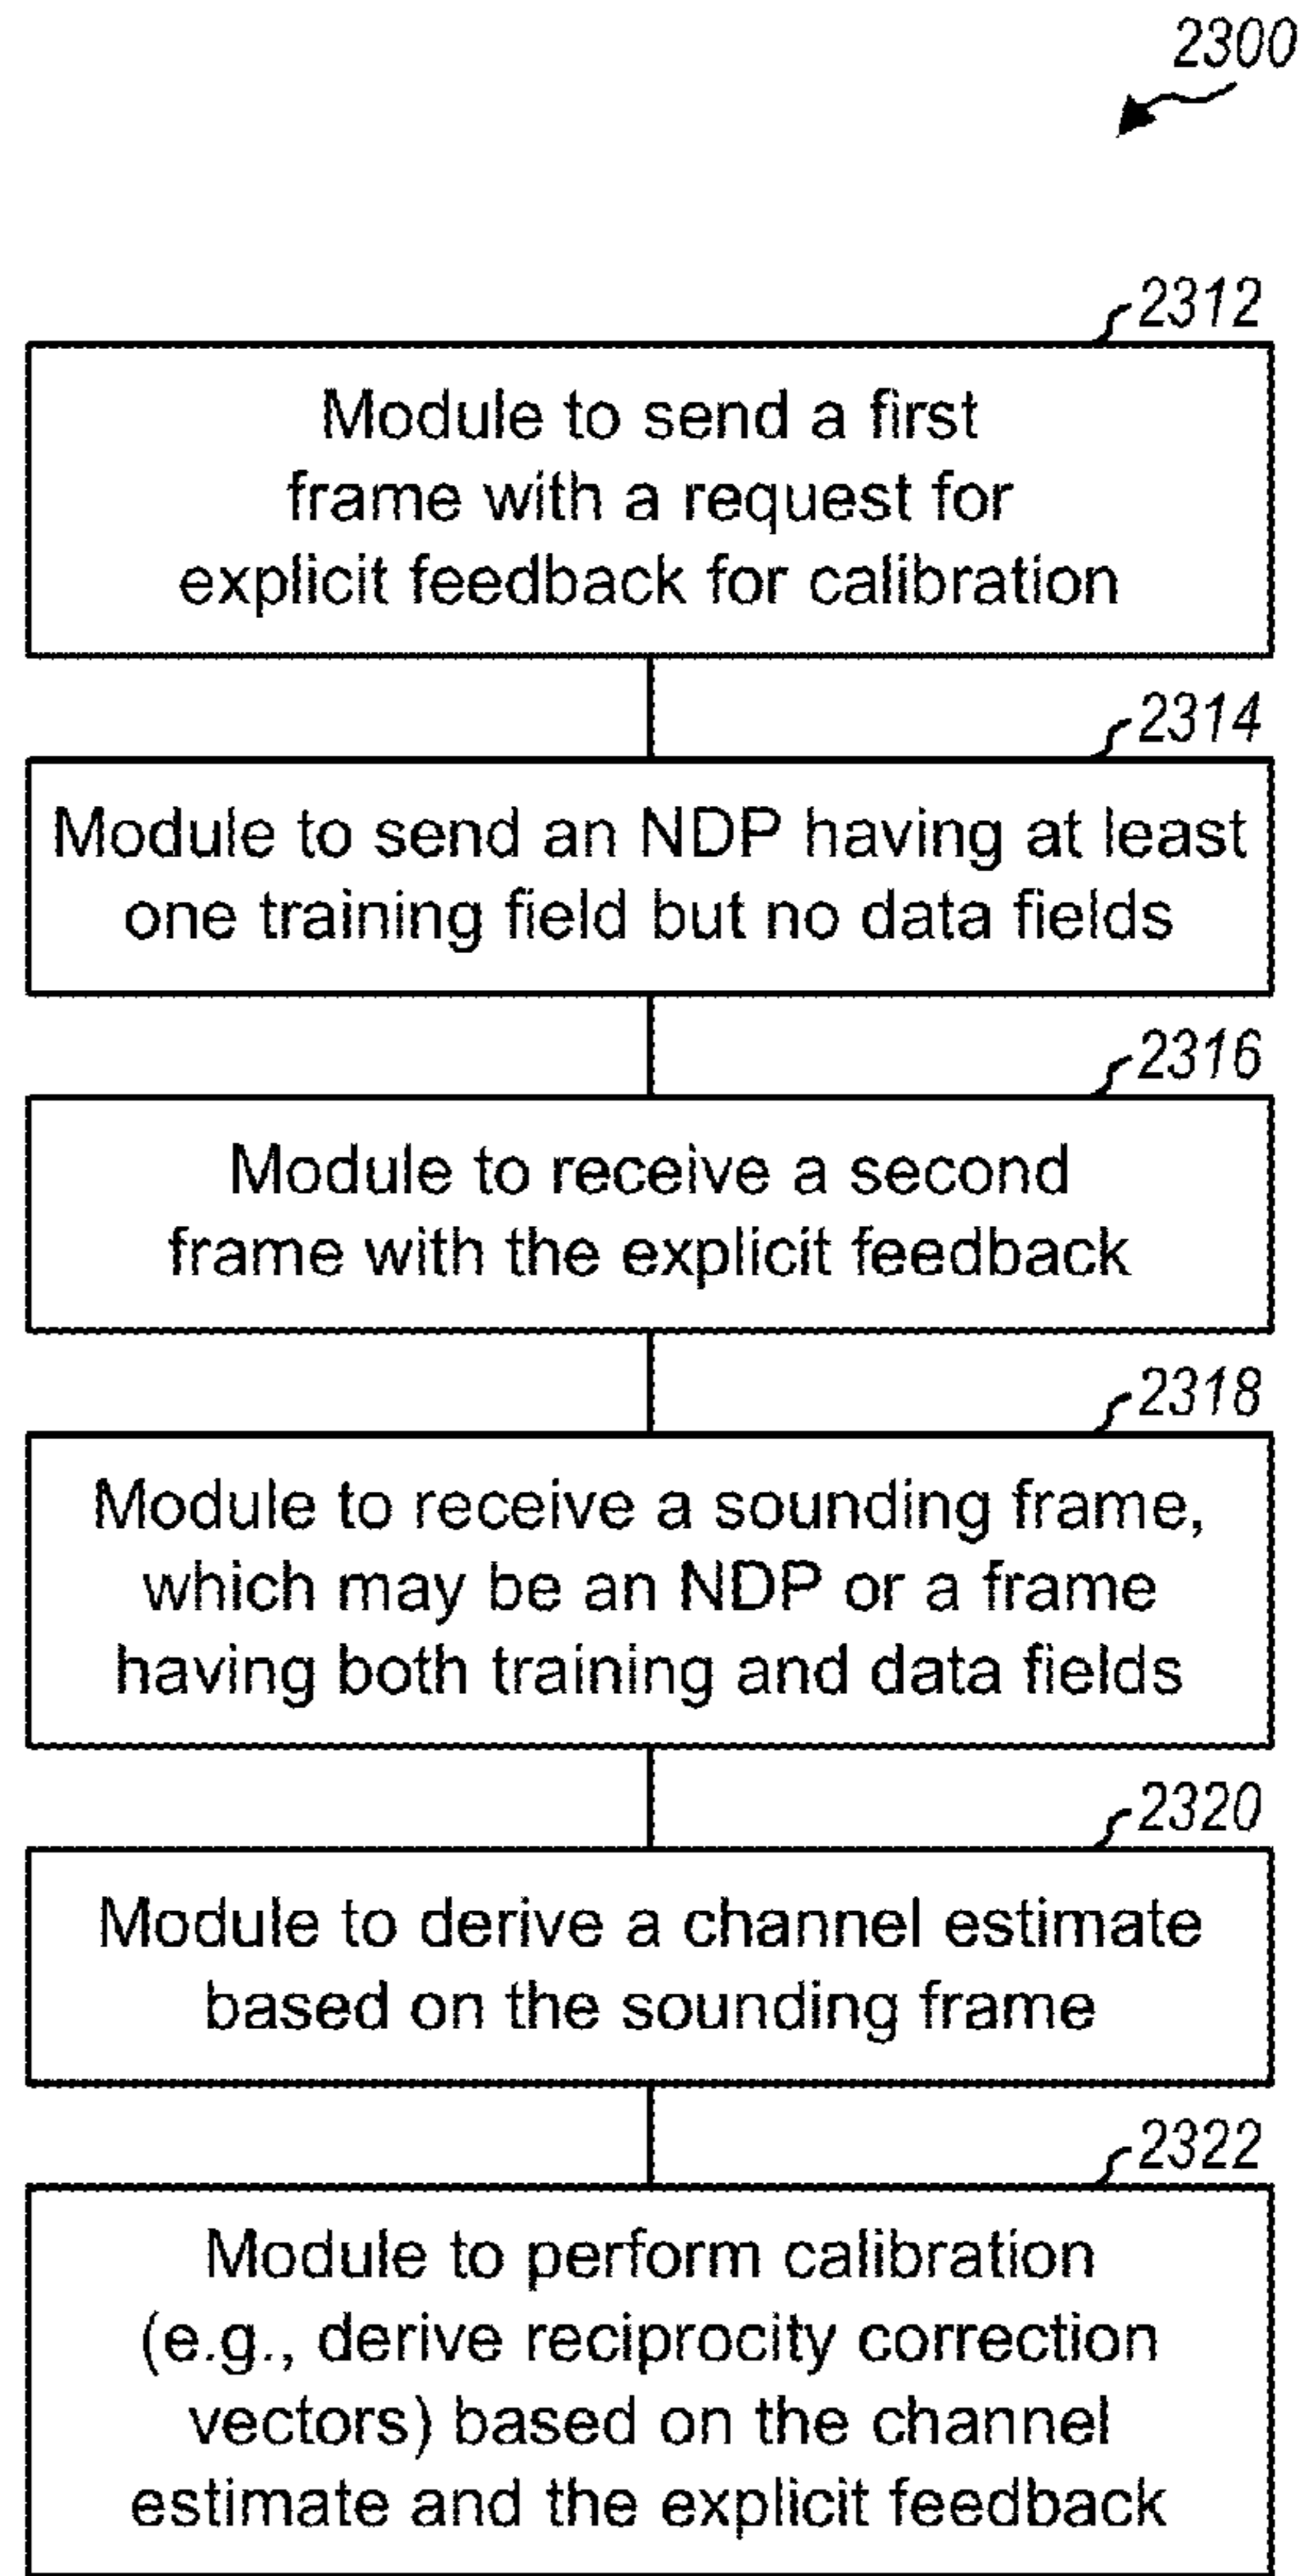 2300
2312
Module to send a first
frame with a request for
explicit feedback for calibration
2314
Module to send an NDP having at least
one training field but no data fields
2316
Module to receive a second
frame with the explicit feedback
2318
Module to receive a sounding frame,
which may be an NDP or a frame
having both training and data fields
2320
Module to derive a channel estimate
based on the sounding frame
2322
Module to perform calibration
(e.g., derive reciprocity correction
vectors) based on the channel
estimate and the explicit feedback